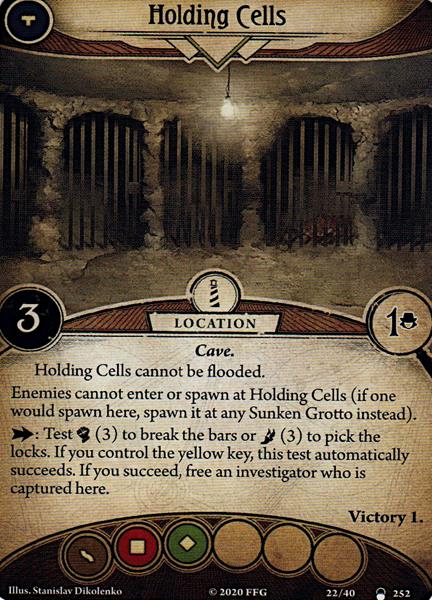 Holding Cells
3
1
LOCATION
Cave.
Holding Cells cannot be flooded.
Enemies cannot enter or spawn at Holding Cells (if one
would spawn here, spawn it at any Sunken Grotto instead).
: Test (3) to break the bars or (3) to pick the
locks. If you control the yellow key, this test automatically
succeeds. If you succeed, free an investigator who is
captured here.
Victory 1.
Illus. Stanislav Dikolenko © 2020 FFG 22/40 252